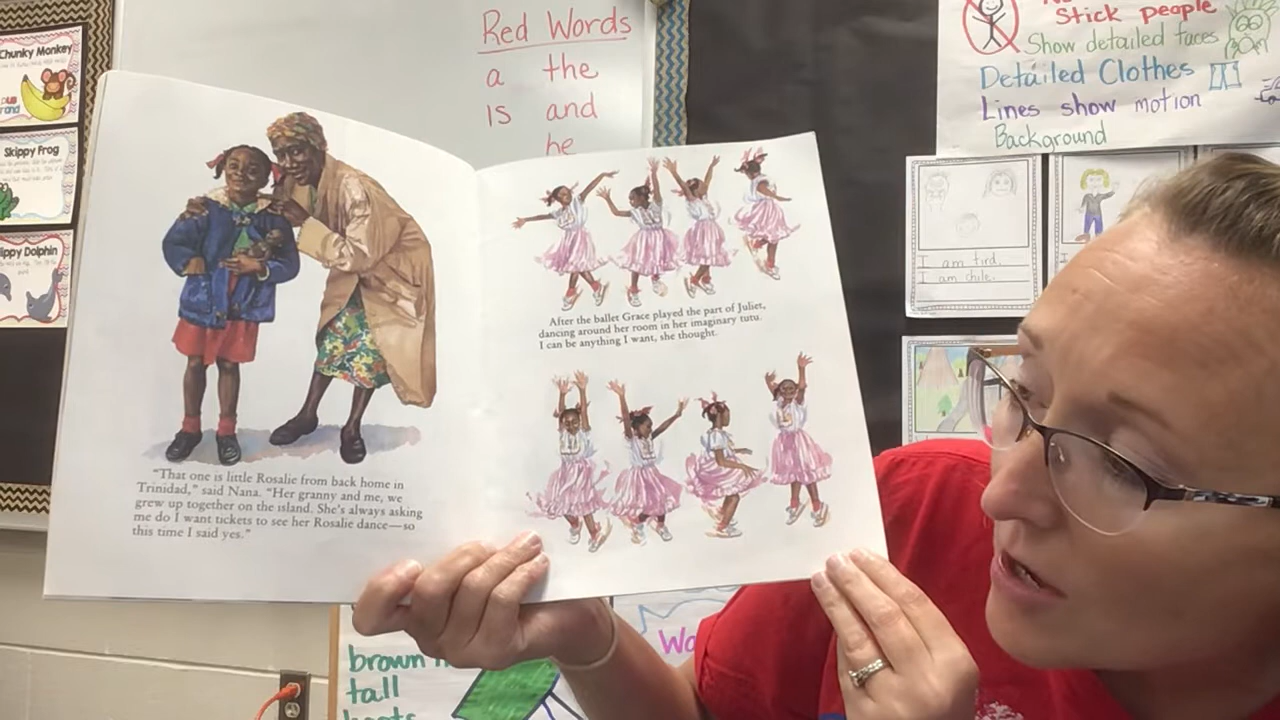 Chunky Monkey
Skippy Frog
ippy Dolphin
Red Words
a the
is and
he
Stick people
Show detailed faces
Detailed Clothes
Lines show motion
Background
I am tird.
I am chile.
"That one is little Rosalie from back home in
Trinidad," said Nana. "Her granny and me, we
grew up together on the island. She's always asking
me do I want tickets to see her Rosalie dance—so
this time I said yes."
After the ballet Grace played the part of Juliet,
dancing around her room in her imaginary tutu.
I can be anything I want, she thought.
brown
tall
Wo